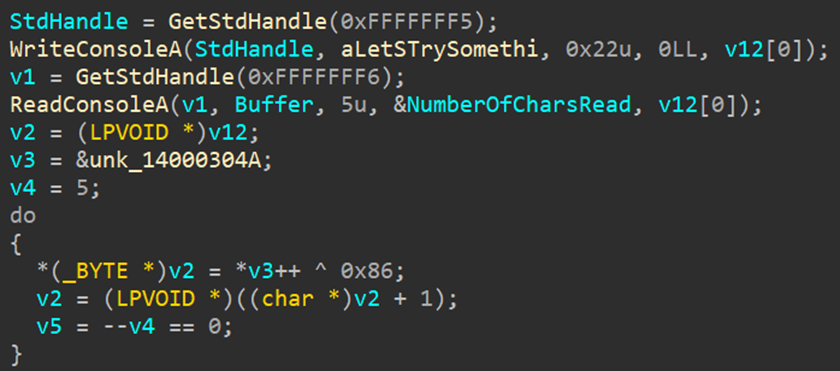 StdHandle = GetStdHandle(0xFFFFFFF5);
WriteConsoleA(StdHandle, aLetSTrySomethi, 0x22u, 0LL, v12[0]);
v1 = GetStdHandle(0xFFFFFFF6);
ReadConsoleA(v1, Buffer, 5u, &NumberOfCharsRead, v12[0]);
v2 = (LPVOID *)v12;
v3 = &unk_14000304A;
v4 = 5;
do
{
  *(_BYTE *)v2 = *v3++ ^ 0x86;
  v2 = (LPVOID *)((char *)v2 + 1);
  v5 = --v4 == 0;
}